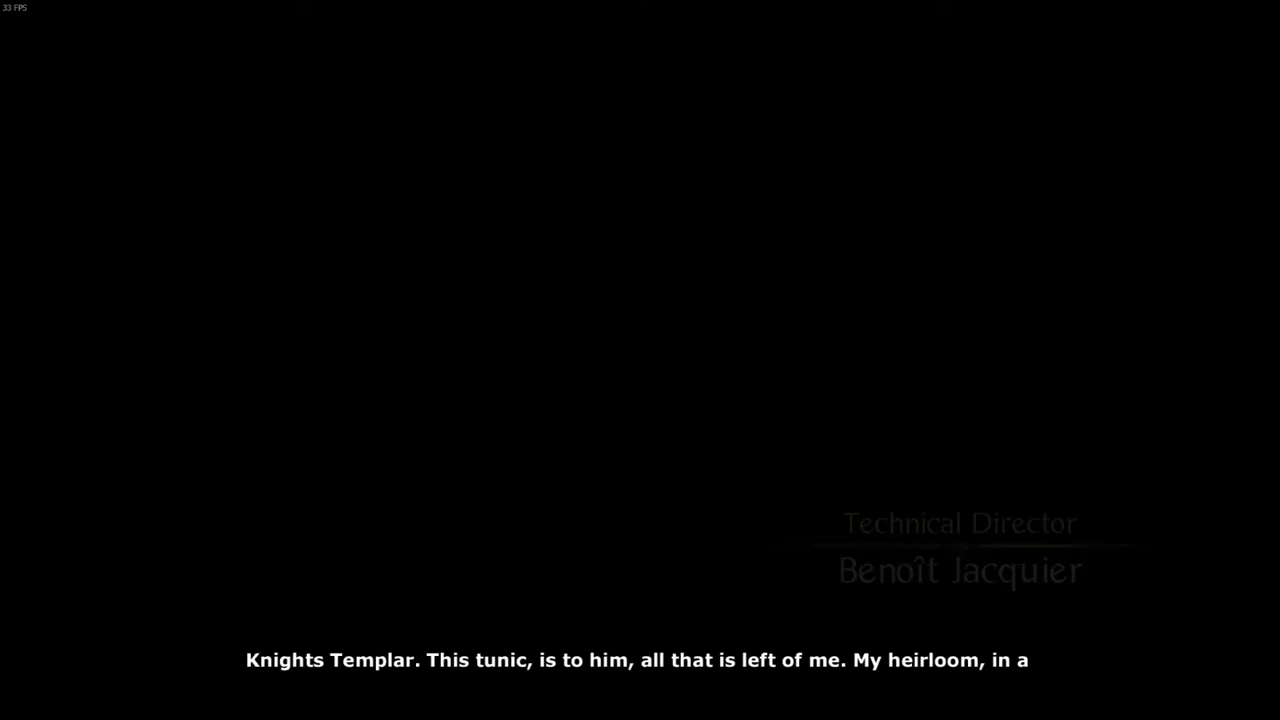 33 FPS
Technical Director
Benoît Jacquier
Knights Templar. This tunic, is to him, all that is left of me. My heirloom, in a